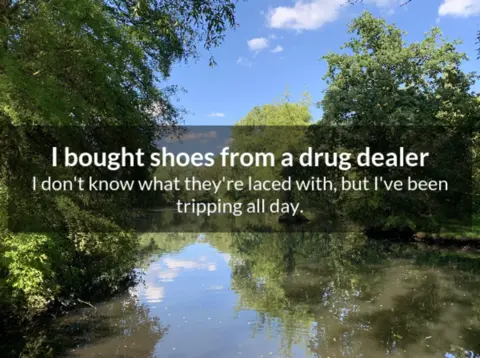 I bought shoes from a drug dealer
I don't know what they're laced with, but I've been
tripping all day.